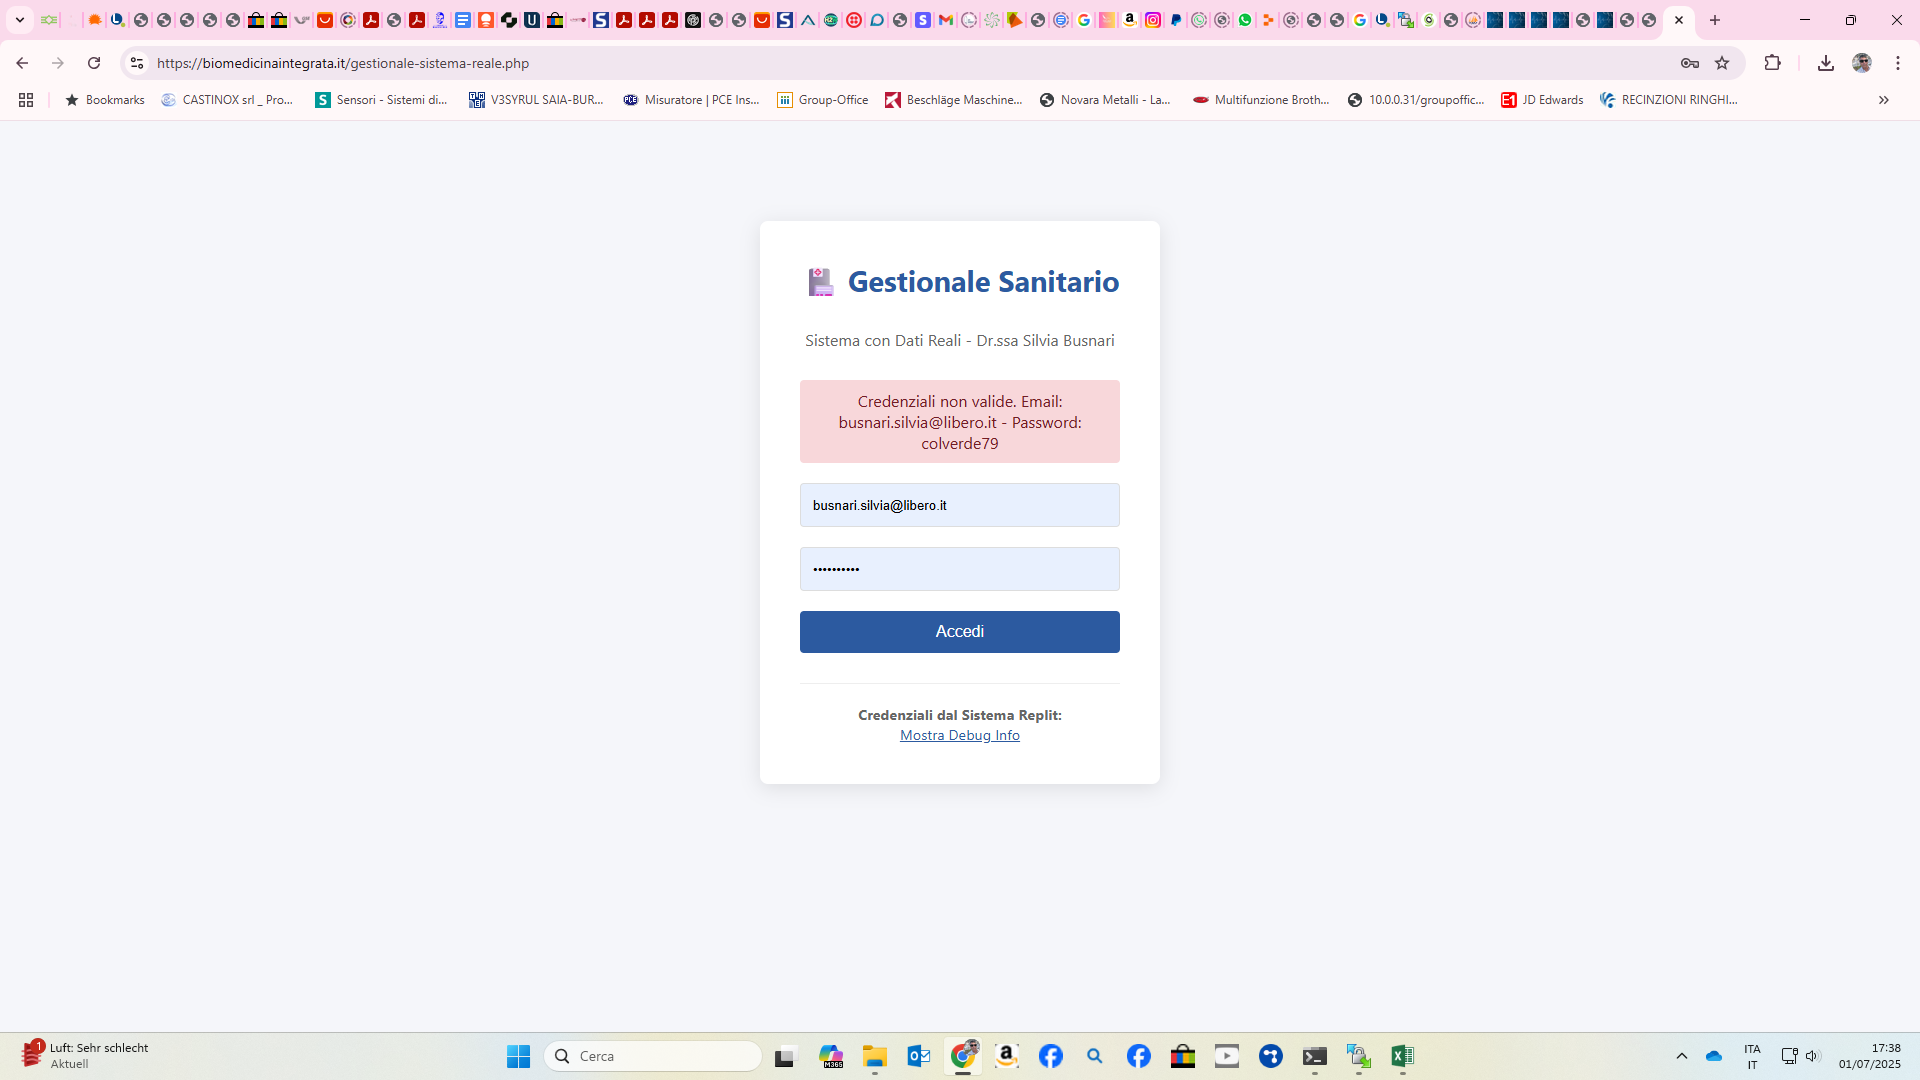 https://biomedicinaintegrata.it/gestionale-sistema-reale.php
Bookmarks
CASTINOX srl _ Pro...
Sensori - Sistemi di...
V3SYRUL SAIA-BUR...
Misuratore | PCE Ins...
Group-Office
Beschläge Maschine...
Novara Metalli - La...
Multifunzione Broth...
10.0.0.31/groupoffic...
JD Edwards
RECINZIONI RINGHI...
Gestionale Sanitario
Sistema con Dati Reali - Dr.ssa Silvia Busnari
Credenziali non valide. Email:
busnari.silvia@libero.it - Password:
colverde79
busnari.silvia@libero.it
••••••••••
Accedi
Credenziali dal Sistema Replit:
Mostra Debug Info
1
Luft: Sehr schlecht
Aktuell
Cerca
ITA
IT
17:38
01/07/2025